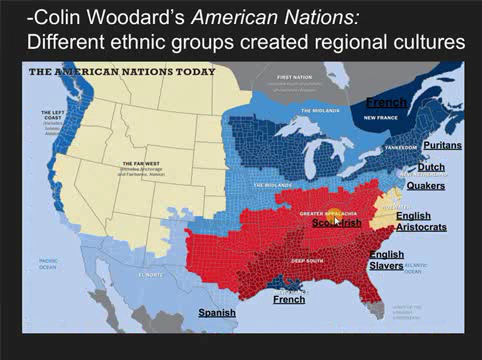 -Colin Woodard's American Nations:
Different ethnic groups created regional cultures
THE AMERICAN NATIONS TODAY
FIRST NATION
French
THE LEFT
COAST
THE MIDLANDS
NEW FRANCE
YANKEEDOM
Puritans
Dutch
THE FAR WEST
THE MIDLANDS
Quakers
GREATER APPALACHIA
Scots-Irish
English
Aristocrats
DEEP SOUTH
English
Slavers
PACIFIC
OCEAN
EL NORTE
ATLANTIC
OCEAN
French
Spanish